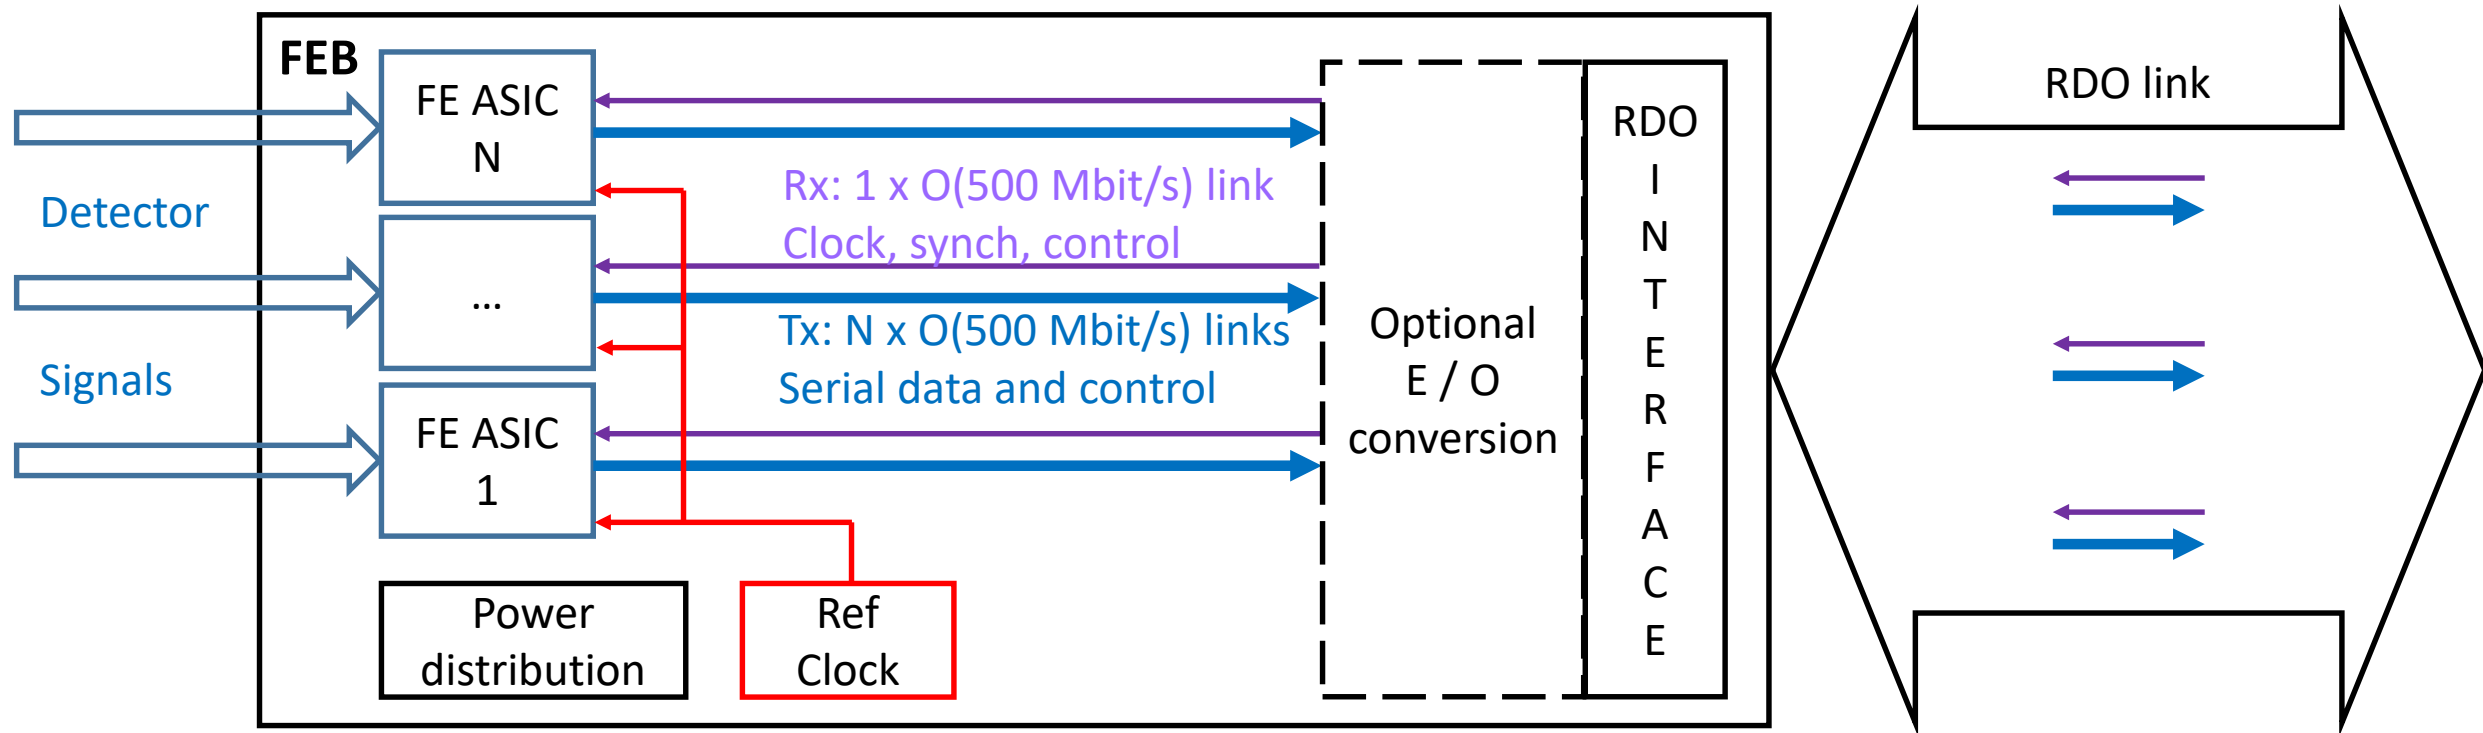 FEB
Detector
Signals
FE ASIC
N
...
FE ASIC
1
Rx: 1 x O(500 Mbit/s) link
Clock, synch, control
Tx: N x O(500 Mbit/s) links
Serial data and control
Power
distribution
Ref
Clock
Optional
E / O
conversion
RDO
I
N
T
E
R
F
A
C
E
RDO link